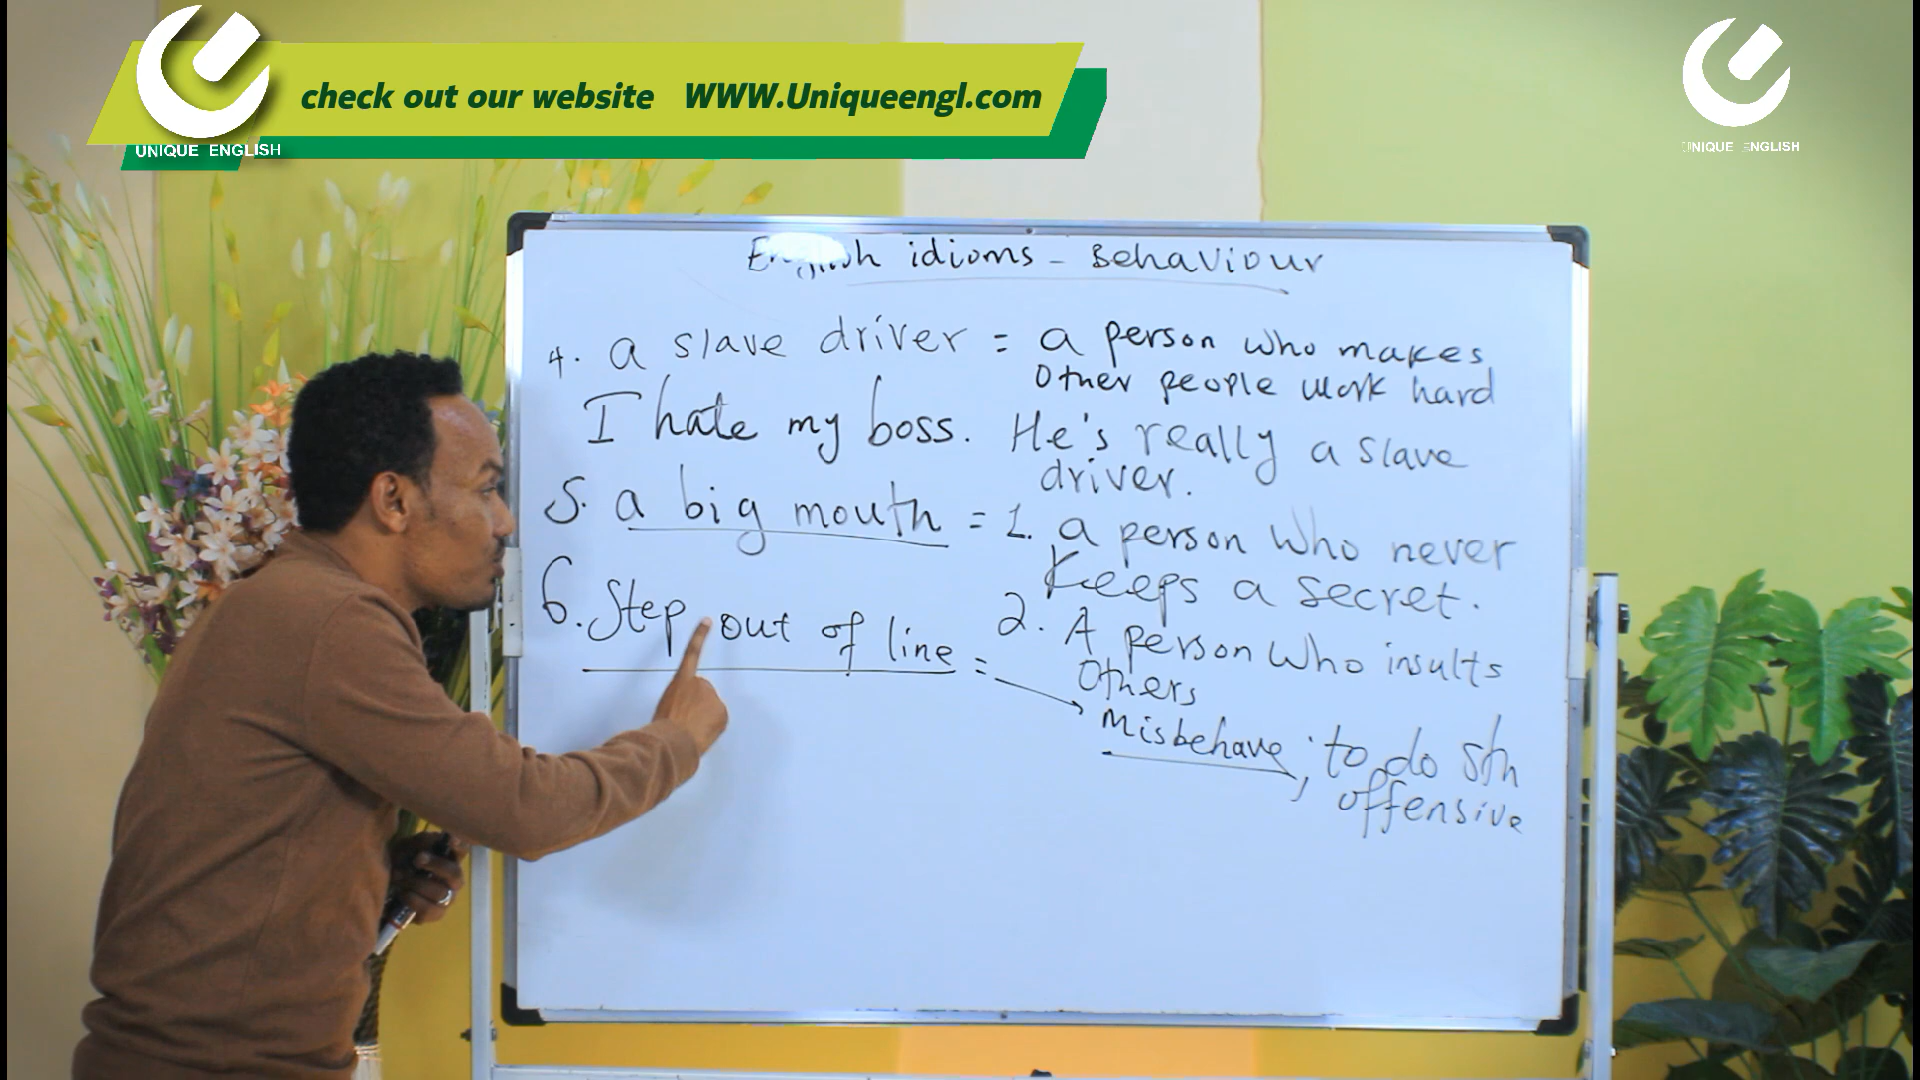 check out our website WWW.Uniqueengl.com
UNIQUE ENGLISH
UNIQUE ENGLISH
English idioms - Behaviour
4. a slave driver = a person who makes
other people work hard
I hate my boss. He's really a slave
driver.
5. a big mouth = 1. a person who never
keeps a secret.
6. Step out of line =
2. A person who insults
others
Misbehave, to do sth
offensive